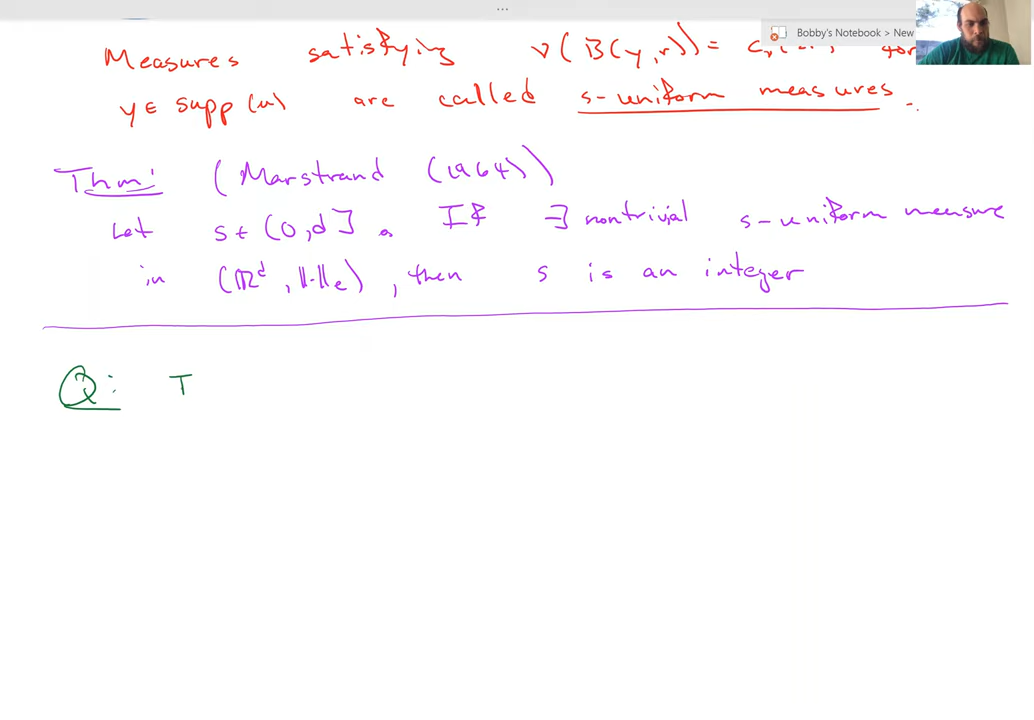 Bobby's Notebook > New
Measures satisfying ν(B(y,r)) =
y ∈ supp(ν) are called s-uniform measures.
Thm: (Marstrand (1964))
Let s ∈ (0,d]. If ∃ nontrivial s-uniform measure
in (ℝ^d, ||·||_e), then s is an integer
Q: T